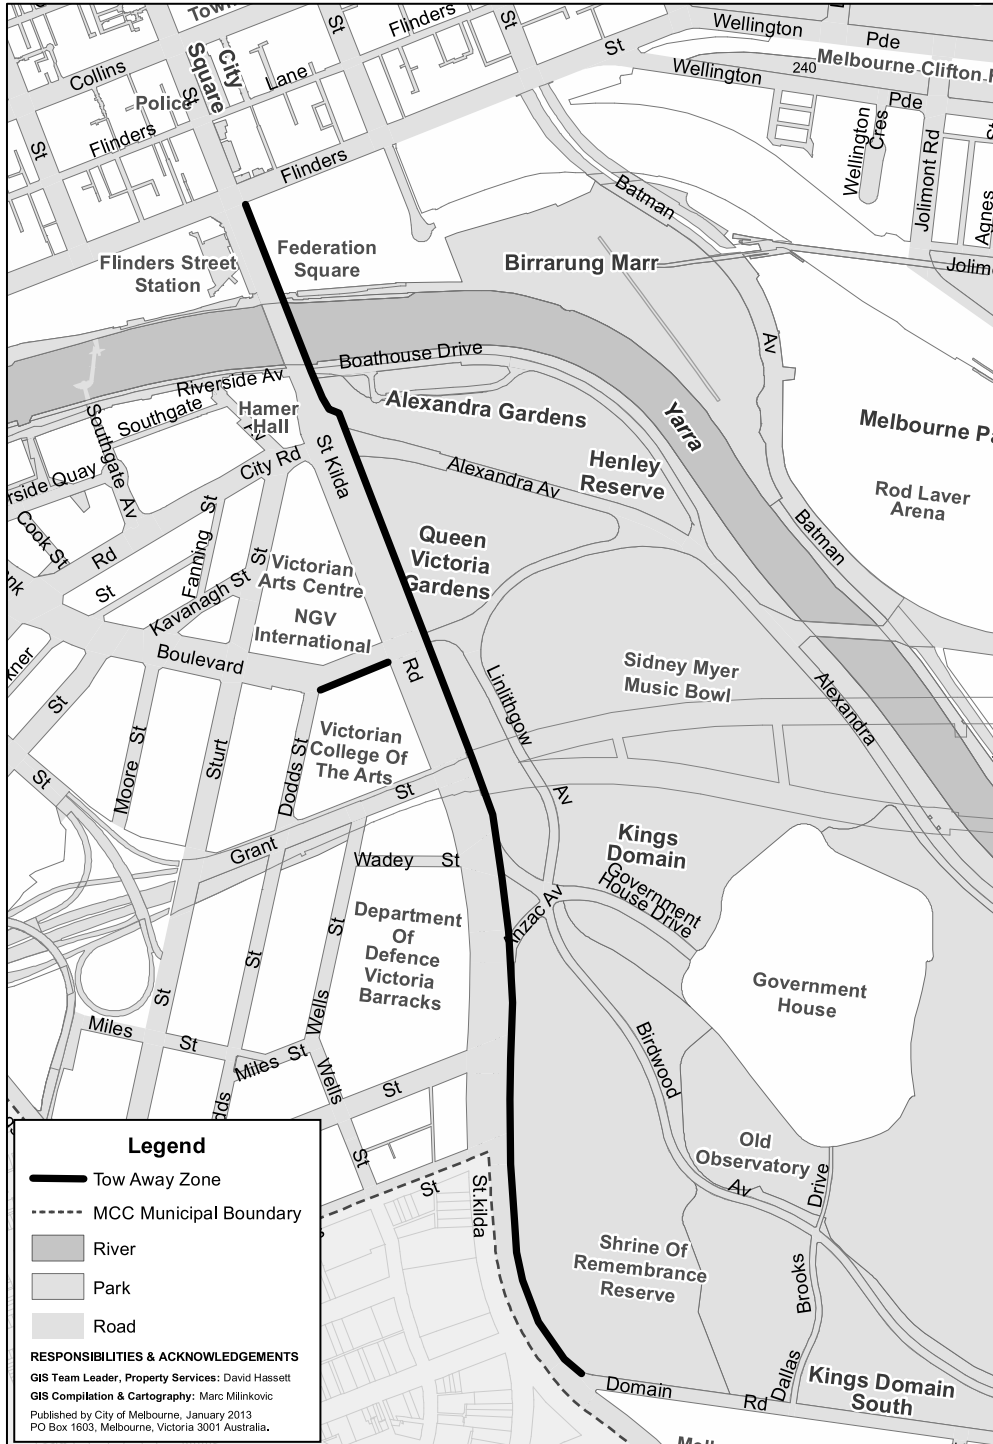 Town
St
Flinders
St
St
Wellington
Pde
Collins
City
Square
Lane
Wellington
240
Melbourne Clifton
Pde
Police
St
Flinders
St
Flinders
Wellington
Cres
Jolimont Rd
Agnes
St
Batman
Federation
Square
Flinders Street
Station
Birrarung Marr
Av
Boathouse Drive
Riverside Av
Southgate
Hamer
Hall
Alexandra Gardens
Yarra
Melbourne
Southgate Av
St Kilda
City Rd
Henley
Reserve
Alexandra Av
Rod Laver
Arena
Quay
Cook St
Rd
St
Fanning
St
St
Queen
Victoria
Gardens
Batman
Victorian
Arts Centre
Kavanagh St
NGV
International
Boulevard
Rd
Linlithgow
Sidney Myer
Music Bowl
Alexandra
St
Moore
St
Sturt
Dodds St
Victorian
College Of
The Arts
St
St
Av
Grant
Wadey St
Kings
Domain
Government
House Drive
Anzac Av
Department
Of
Defence
Victoria
Barracks
St
St
Wells
Government
House
St
Miles
St
Miles St
Wells
St
Birdwood
Old
Observatory
Av
Drive
St
St
St.kilda
Shrine Of
Remembrance
Reserve
Brooks
Dallas
Domain
Rd
Kings Domain
South
Legend
Tow Away Zone
MCC Municipal Boundary
River
Park
Road
RESPONSIBILITIES & ACKNOWLEDGEMENTS
GIS Team Leader, Property Services: David Hassett
GIS Compilation & Cartography: Marc Milinkovic
Published by City of Melbourne, January 2013
PO Box 1603, Melbourne, Victoria 3001 Australia.